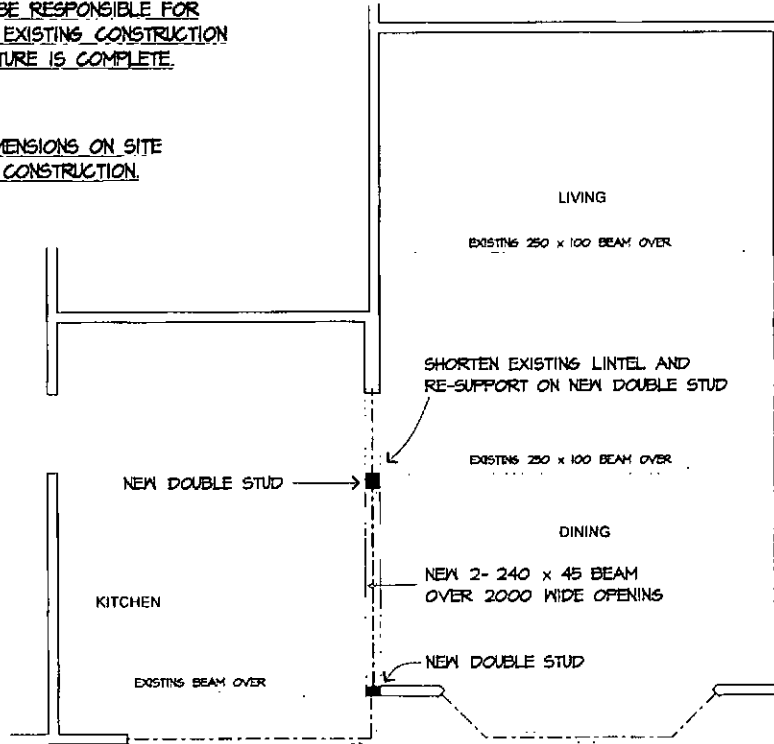 BE RESPONSIBLE FOR
EXISTING CONSTRUCTION
TURE IS COMPLETE.
MENSIONS ON SITE
CONSTRUCTION.
LIVING
EXISTING 250 x 100 BEAM OVER
SHORTEN EXISTING LINTEL AND
RE-SUPPORT ON NEW DOUBLE STUD
EXISTING 250 x 100 BEAM OVER
NEW DOUBLE STUD
DINING
NEW 2- 240 x 45 BEAM
OVER 2000 WIDE OPENING
KITCHEN
NEW DOUBLE STUD
EXISTING BEAM OVER